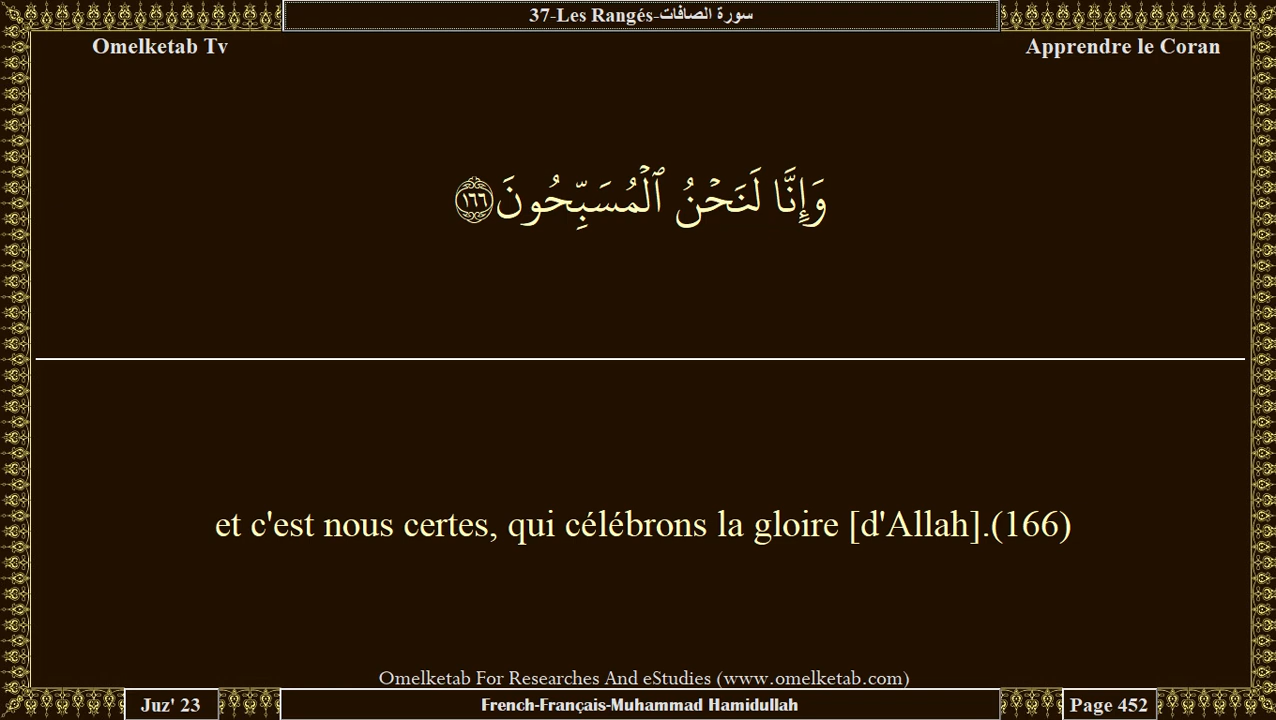 37-Les Rangés-سورة الصافات
Omelketab Tv
Apprendre le Coran
وَإِنَّا لَنَحْنُ ٱلْمُسَبِّحُونَ ١٦٦
et c'est nous certes, qui célébrons la gloire [d'Allah].(166)
Omelketab For Researches And eStudies (www.omelketab.com)
Juz' 23
French-Français-Muhammad Hamidullah
Page 452